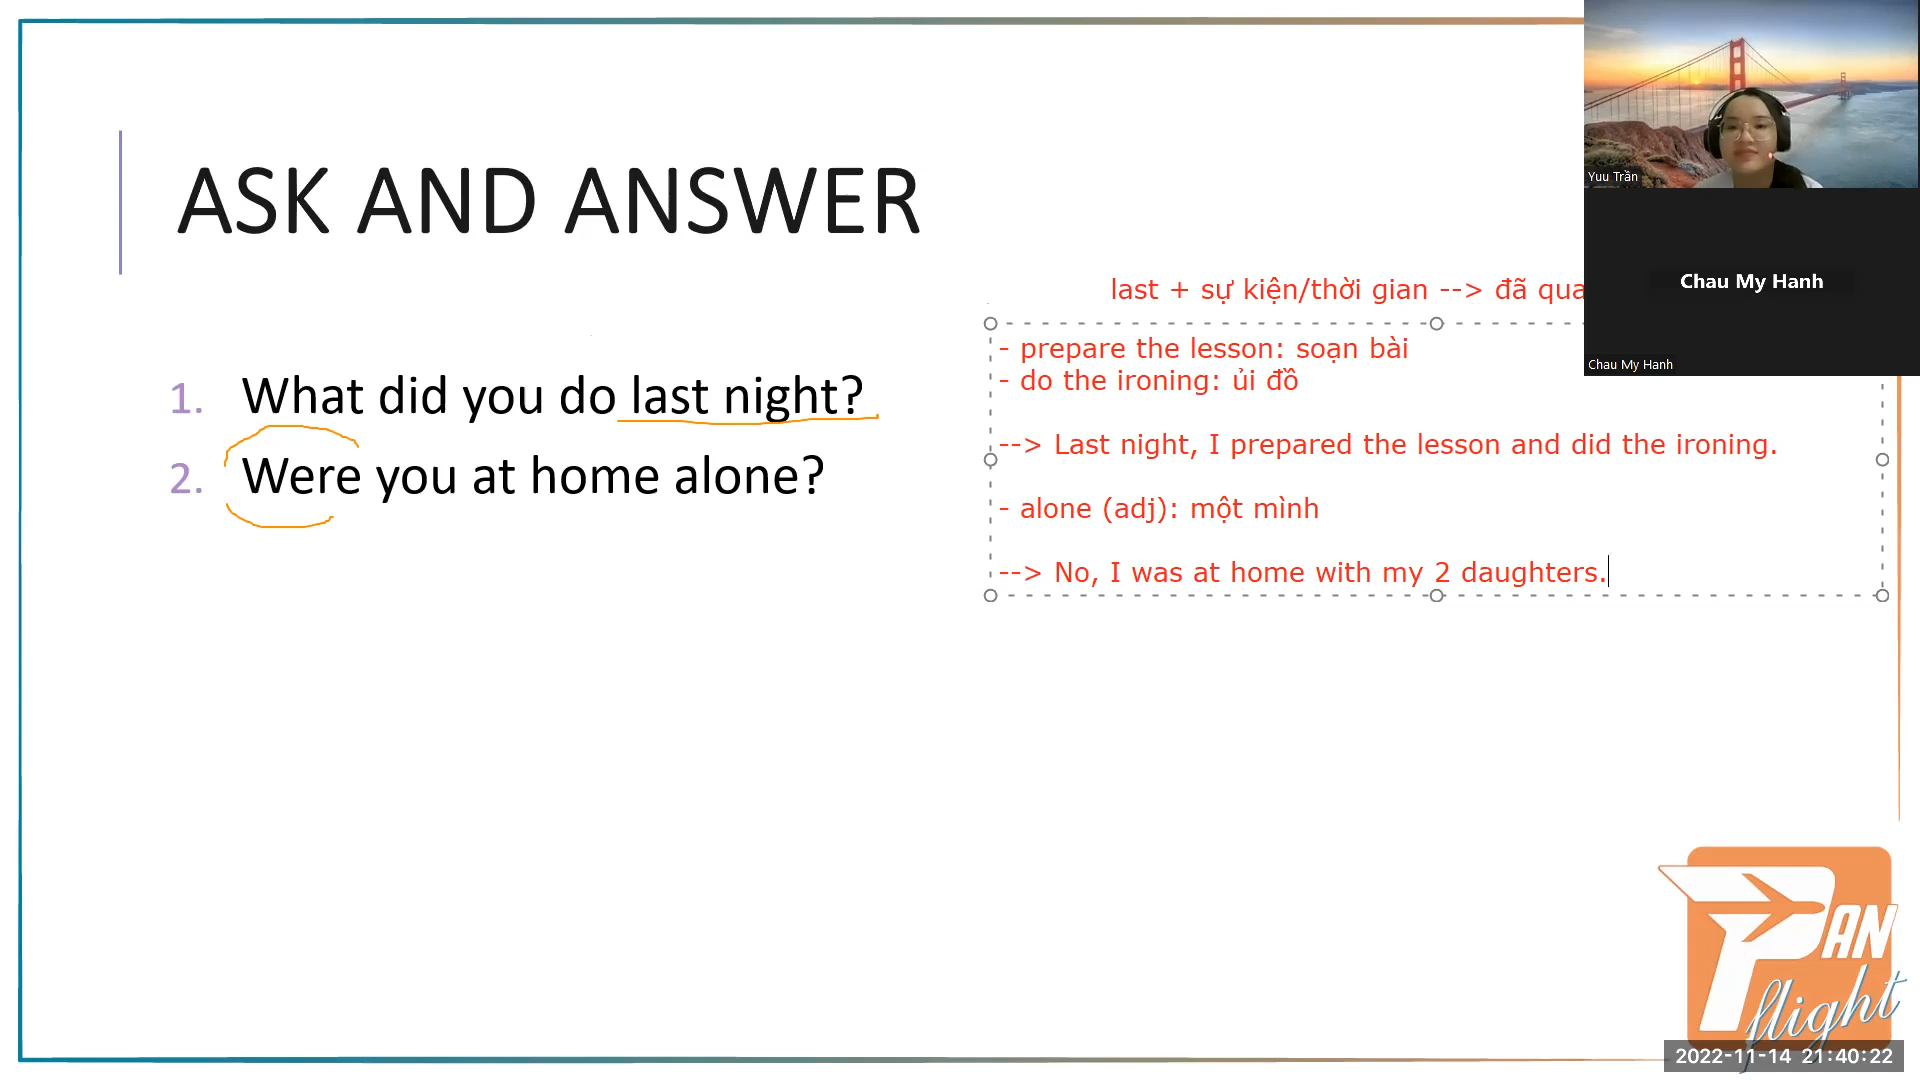 ASK AND ANSWER
last + sự kiện/thời gian --> đã qua
1. What did you do last night?
2. Were you at home alone?
- prepare the lesson: soạn bài
- do the ironing: ủi đồ
--> Last night, I prepared the lesson and did the ironing.
- alone (adj): một mình
--> No, I was at home with my 2 daughters.
Yuu Trần
Chau My Hanh
Chau My Hanh
PAN
flight
2022-11-14 21:40:22